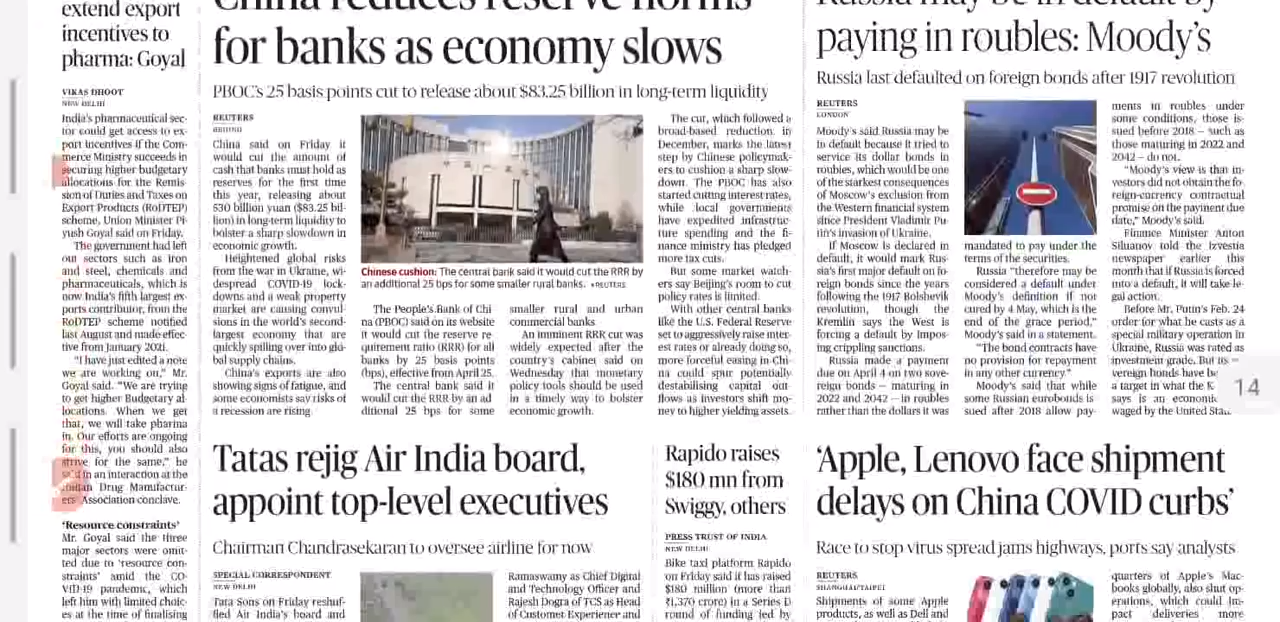 extend export
incentives to
pharma: Goyal
VIKAS DHOOT
NEW DELHI
India's pharmaceutical sec-
tor could get access to ex-
port incentives if the Com-
merce Ministry succeeds in
securing higher budgetary
allocations for the Remis-
sion of Duties and Taxes on
Export Products (RoDTEP)
scheme, Union Minister Pi-
yush Goyal said on Friday.
The government had left
out sectors such as iron
and steel, chemicals and
pharmaceuticals, which is
now India's fifth largest ex-
ports contributor, from the
RoDTEP scheme notified
last August and made effec-
tive from January 2021.
"I have just edited a note
we are working on," Mr.
Goyal said. "We are trying
to get higher Budgetary al-
locations. When we get
that, we will take pharma
in. Our efforts are ongoing
for this, you should also
strive for the same," he
said in an interaction at the
Indian Drug Manufactur-
ers' Association conclave.
'Resource constraints'
Mr. Goyal said the three
major sectors were omit-
ted due to 'resource con-
straints' amid the CO-
VID-19 pandemic, which
left him with limited choic-
es at the time of finalising
China reduces reserve norms
for banks as economy slows
PBOC's 25 basis points cut to release about $83.25 billion in long-term liquidity
REUTERS
BEIJING
China said on Friday it
would cut the amount of
cash that banks must hold as
reserves for the first time
this year, releasing about
530 billion yuan ($83.25 bil-
lion) in long-term liquidity to
bolster a sharp slowdown in
economic growth.
Heightened global risks
from the war in Ukraine, wi-
despread COVID-19 lock-
downs and a weak property
market are causing convul-
sions in the world's second-
largest economy that are
quickly spilling over into glo-
bal supply chains.
China's exports are also
showing signs of fatigue, and
some economists say risks of
a recession are rising.
Chinese cushion: The central bank said it would cut the RRR by
an additional 25 bps for some smaller rural banks. •REUTERS
The People's Bank of Chi
na (PBOC) said on its website
it would cut the reserve re
quirement ratio (RRR) for all
banks by 25 basis points
(bps), effective from April 25.
The central bank said it
would cut the RRR by an ad
ditional 25 bps for some
smaller rural and urban
commercial banks
An imminent RRR cut was
widely expected after the
country's cabinet said on
Wednesday that monetary
policy tools should be used
in a timely way to bolster
economic growth.
The cut, which followed a
broad-based reduction in
December, marks the latest
step by Chinese policymak-
ers to cushion a sharp slow-
down. The PBOC has also
started cutting interest rates,
while local governments
have expedited infrastruc-
ture spending and the fi-
nance ministry has pledged
more tax cuts.
But some market watch-
ers say Beijing's room to cut
policy rates is limited.
With other central banks
like the U.S. Federal Reserve
set to aggressively raise inter-
est rates or already doing so,
more forceful easing in Chi-
na could spur potentially
destabilising capital out-
flows as investors shift mo-
ney to higher yielding assets.
Russia may be in default by
paying in roubles: Moody's
Russia last defaulted on foreign bonds after 1917 revolution
REUTERS
LONDON
Moody's said Russia may be
in default because it tried to
service its dollar bonds in
roubles, which would be one
of the starkest consequences
of Moscow's exclusion from
the Western financial system
since President Vladimir Pu-
tin's invasion of Ukraine.
If Moscow is declared in
default, it would mark Rus-
sia's first major default on fo-
reign bonds since the years
following the 1917 Bolshevik
revolution, though the
Kremlin says the West is
forcing a default by impos-
ing crippling sanctions.
Russia made a payment
due on April 4 on two sove-
reign bonds – maturing in
2022 and 2042 – in roubles
rather than the dollars it was
mandated to pay under the
terms of the securities.
Russia "therefore may be
considered a default under
Moody's definition if not
cured by 4 May, which is the
end of the grace period,"
Moody's said in a statement.
"The bond contracts have
no provision for repayment
in any other currency."
Moody's said that while
some Russian eurobonds is-
sued after 2018 allow pay-
ments in roubles under
some conditions, those is-
sued before 2018 – such as
those maturing in 2022 and
2042 – do not.
"Moody's view is that in-
vestors did not obtain the fo-
reign-currency contractual
promise on the payment due
date," Moody's said.
Finance Minister Anton
Siluanov told the Izvestia
newspaper earlier this
month that if Russia is forced
into a default, it will take le-
gal action.
Before Mr. Putin's Feb. 24
order for what he casts as a
special military operation in
Ukraine, Russia was rated as
investment grade. But its
vereign bonds have be
a target in what the K
says is an economic
waged by the United Sta
14
Tatas rejig Air India board,
appoint top-level executives
Chairman Chandrasekaran to oversee airline for now
SPECIAL CORRESPONDENT
NEW DELHI
Tata Sons on Friday reshuf-
fled Air India's board and
Ramaswamy as Chief Digital
and Technology Officer and
Rajesh Dogra of TCS as Head
of Customer Experience and
Rapido raises
$180 mn from
Swiggy, others
PRESS TRUST OF INDIA
NEW DELHI
Bike taxi platform Rapido
on Friday said it has raised
$180 million (more than
₹1,370 crore) in a Series D
round of funding led by
'Apple, Lenovo face shipment
delays on China COVID curbs'
Race to stop virus spread jams highways, ports say analysts
REUTERS
SHANGHAI/TAIPEI
Shipments of some Apple
products, as well as Dell and
quarters of Apple's Mac-
books globally, also shut op-
erations, which could im-
pact deliveries more